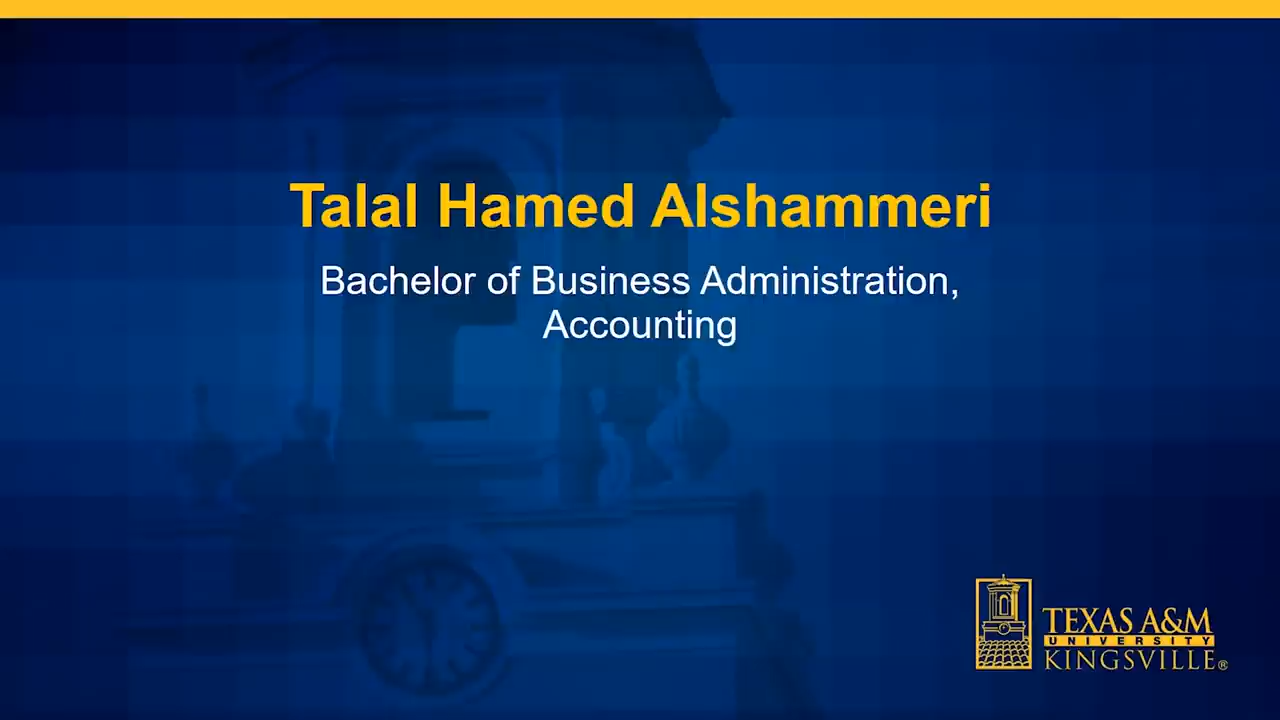 Talal Hamed Alshammeri
Bachelor of Business Administration,
Accounting
TEXAS A&M
UNIVERSITY
KINGSVILLE®